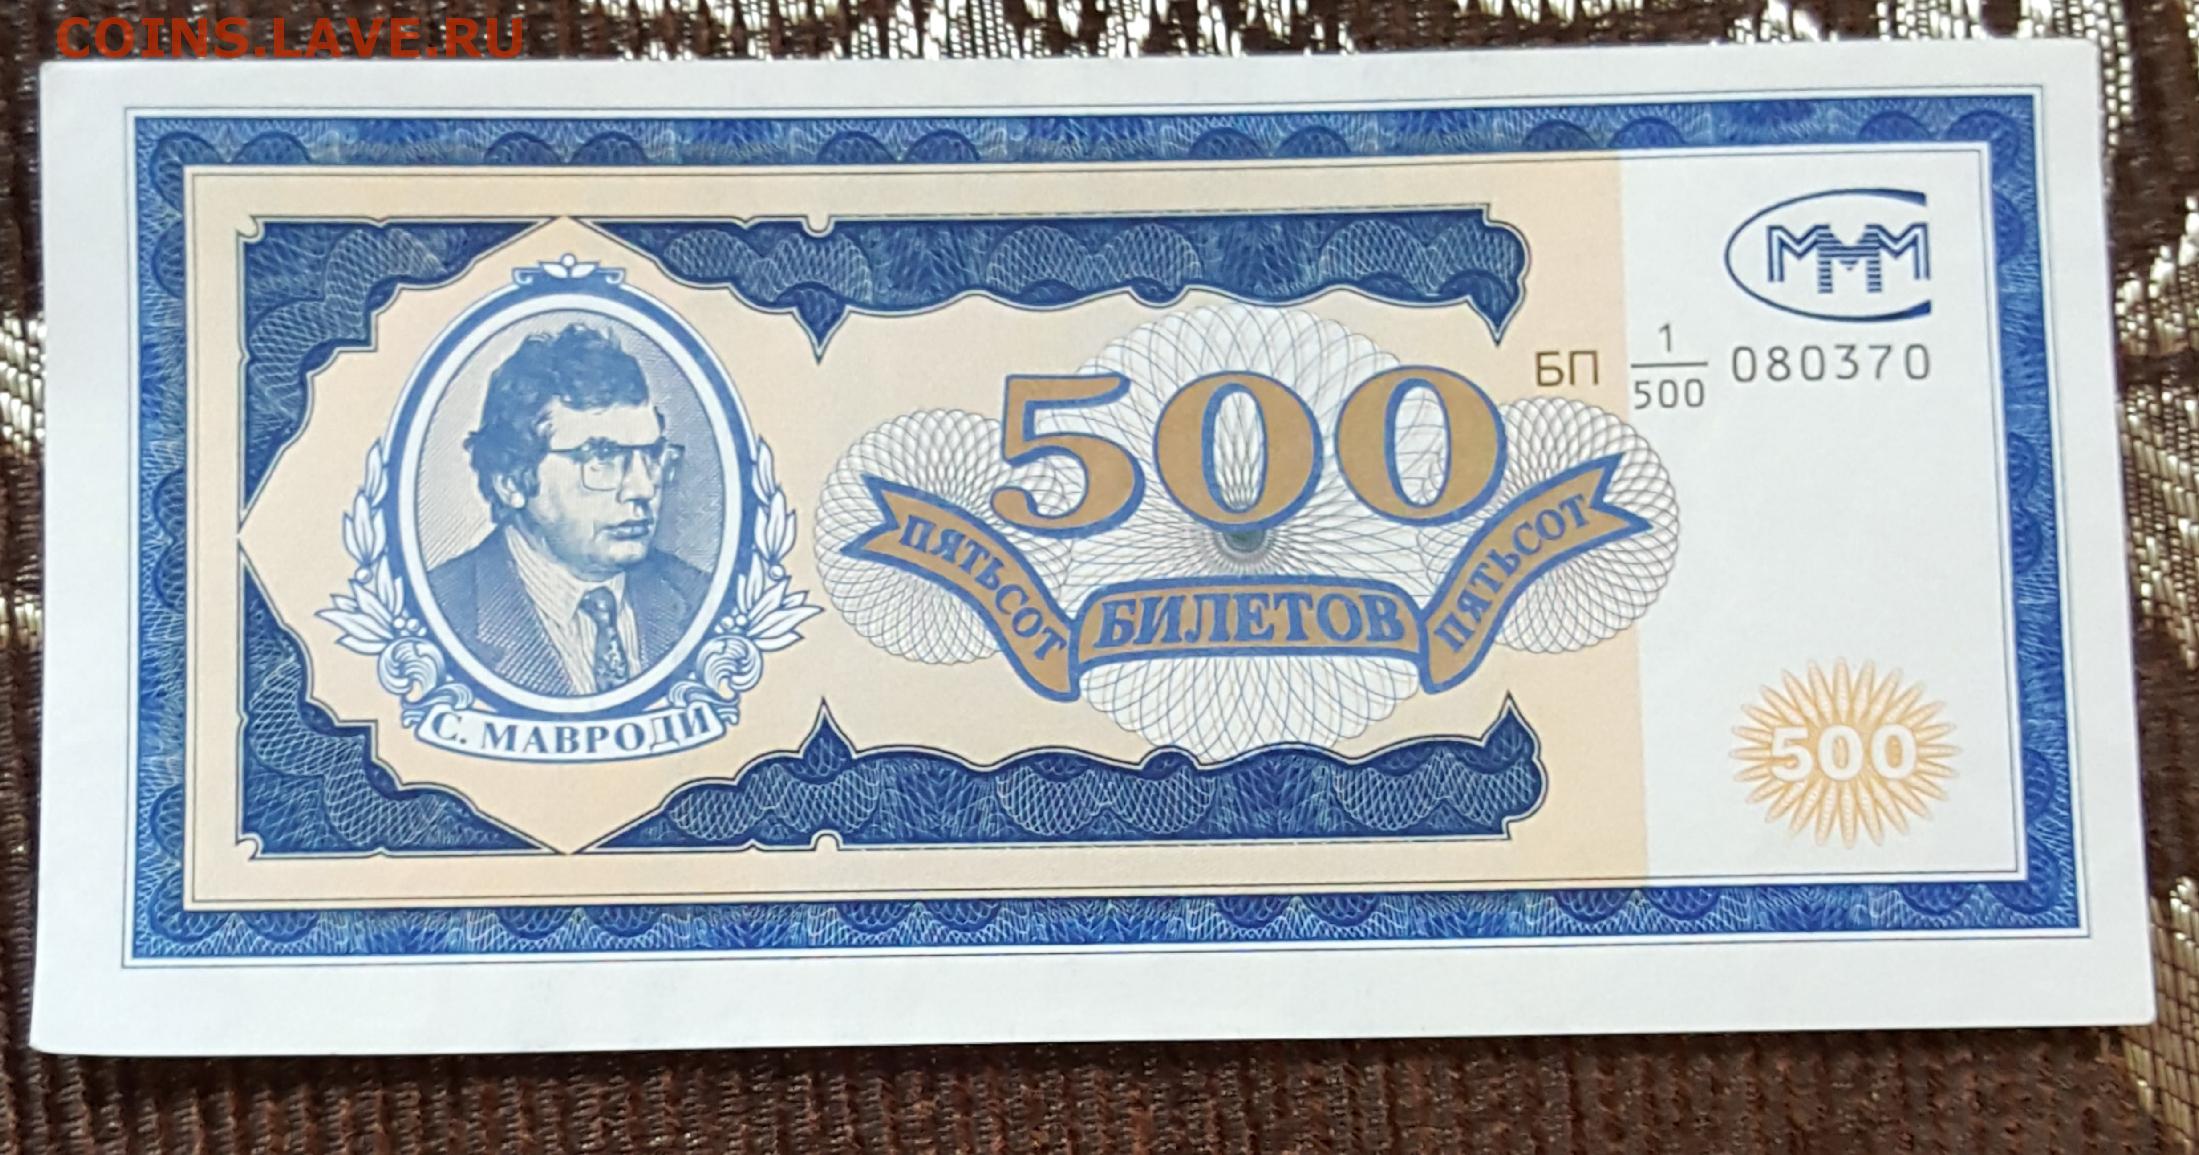 COINS.LAVE.RU
МММ
БП 1/500 080370
500
ПЯТЬСОТ БИЛЕТОВ ПЯТЬСОТ
С. МАВРОДИ
500